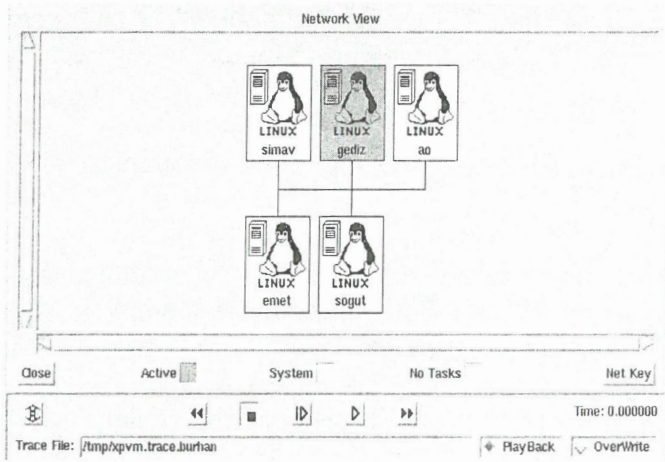 Network View
LINUX LINUX LINUX
simav gediz ao
LINUX LINUX
emet sogut
Close Active System No Tasks Net Key
Time: 0.000000
Trace File: /tmp/xpvm.trace.burhan PlayBack OverWrite